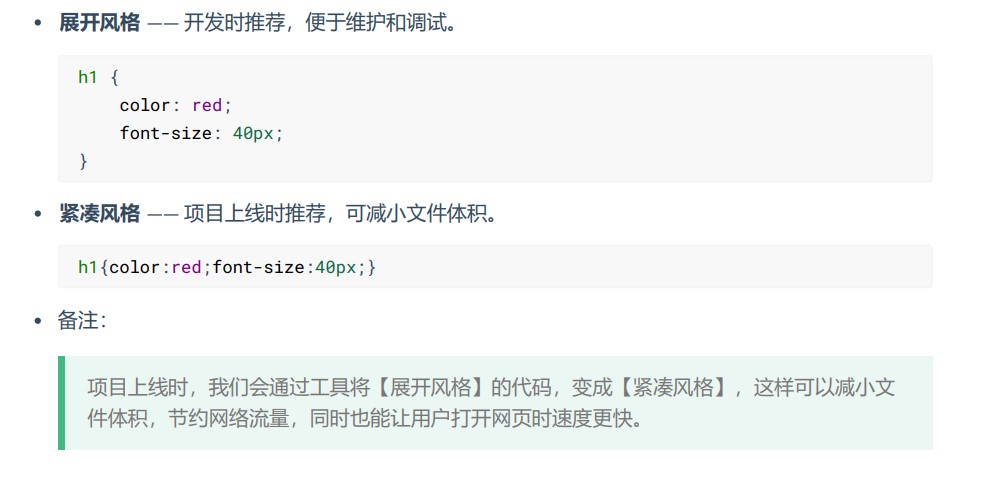 • 展开风格 —— 开发时推荐，便于维护和调试。
h1 {
    color: red;
    font-size: 40px;
}
• 紧凑风格 —— 项目上线时推荐，可减小文件体积。
h1{color:red;font-size:40px;}
• 备注：
项目上线时，我们会通过工具将【展开风格】的代码，变成【紧凑风格】，这样可以减小文
件体积，节约网络流量，同时也能让用户打开网页时速度更快。